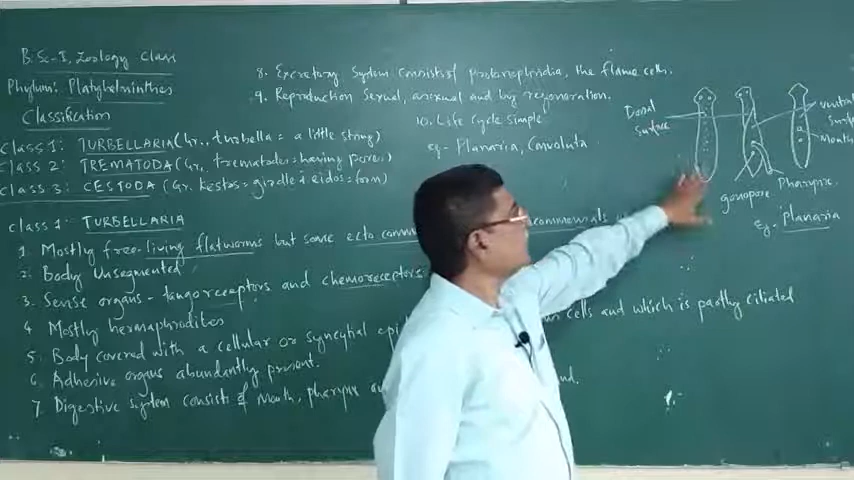 B.Sc-I, Zoology Class
Phylum: Platyhelminthes
Classification
Class 1: TURBELLARIA (Gr., turbella = a little string)
Class 2: TREMATODA (Gr., trematodes = having pores)
Class 3: CESTODA (Gr. kestos = girdle; eidos = form)
class 1: TURBELLARIA
1. Mostly free-living flatworms but some ecto commensals
2. Body Unsegmented
3. Sense organs - tangoreceptors and chemoreceptors
4 Mostly hermaphrodites
5. Body covered with a cellular or syncytial cells and which is partly ciliated
6. Adhesive organs abundantly present.
7. Digestive system consists of Mouth, pharynx
8. Excretory System consists of protonephridia, the flame cells.
9. Reproduction Sexual, asexual and by regeneration.
10. Life Cycle Simple
eg - Planaria, Convoluta
Dorsal
Surface
ventral
Surf
Mouth
gonopore Pharynx.
eg - Planaria